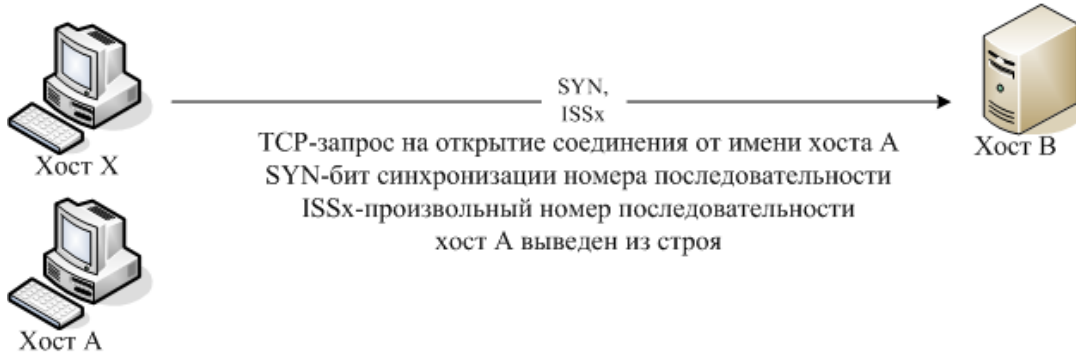 SYN,
ISSx
TCP-запрос на открытие соединения от имени хоста А
SYN-бит синхронизации номера последовательности
ISSx-произвольный номер последовательности
хост А выведен из строя
Хост X
Хост В
Хост А